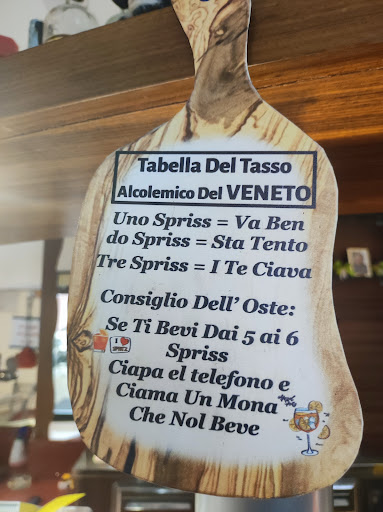 Tabella Del Tasso
Alcolemico Del VENETO
Uno Spriss = Va Ben
do Spriss = Sta Tento
Tre Spriss = I Te Ciava
Consiglio Dell' Oste:
Se Ti Bevi Dai 5 ai 6
Spriss
Ciapa el telefono e
Ciama Un Mona
Che Nol Beve
I ❤
SPRITZ